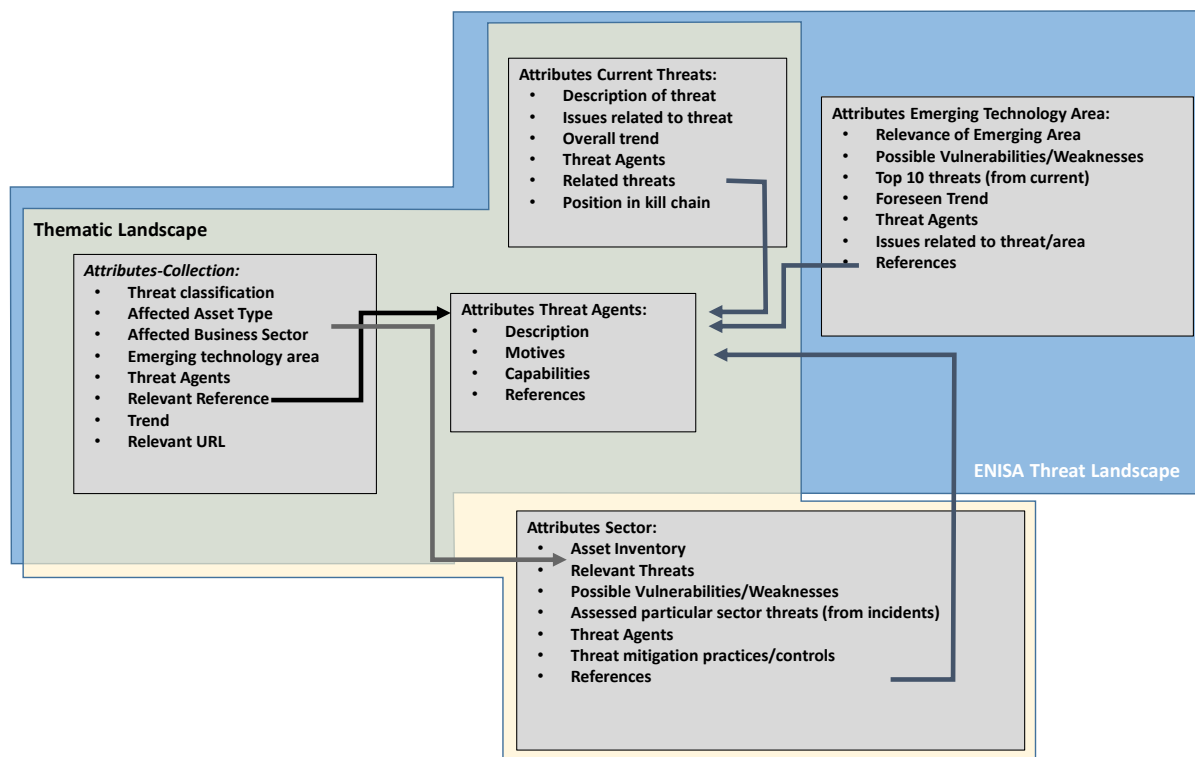 Attributes Current Threats:
• Description of threat
• Issues related to threat
• Overall trend
• Threat Agents
• Related threats
• Position in kill chain
Attributes Emerging Technology Area:
• Relevance of Emerging Area
• Possible Vulnerabilities/Weaknesses
• Top 10 threats (from current)
• Foreseen Trend
• Threat Agents
• Issues related to threat/area
• References
Thematic Landscape
Attributes-Collection:
• Threat classification
• Affected Asset Type
• Affected Business Sector
• Emerging technology area
• Threat Agents
• Relevant Reference
• Trend
• Relevant URL
Attributes Threat Agents:
• Description
• Motives
• Capabilities
• References
ENISA Threat Landscape
Attributes Sector:
• Asset Inventory
• Relevant Threats
• Possible Vulnerabilities/Weaknesses
• Assessed particular sector threats (from incidents)
• Threat Agents
• Threat mitigation practices/controls
• References